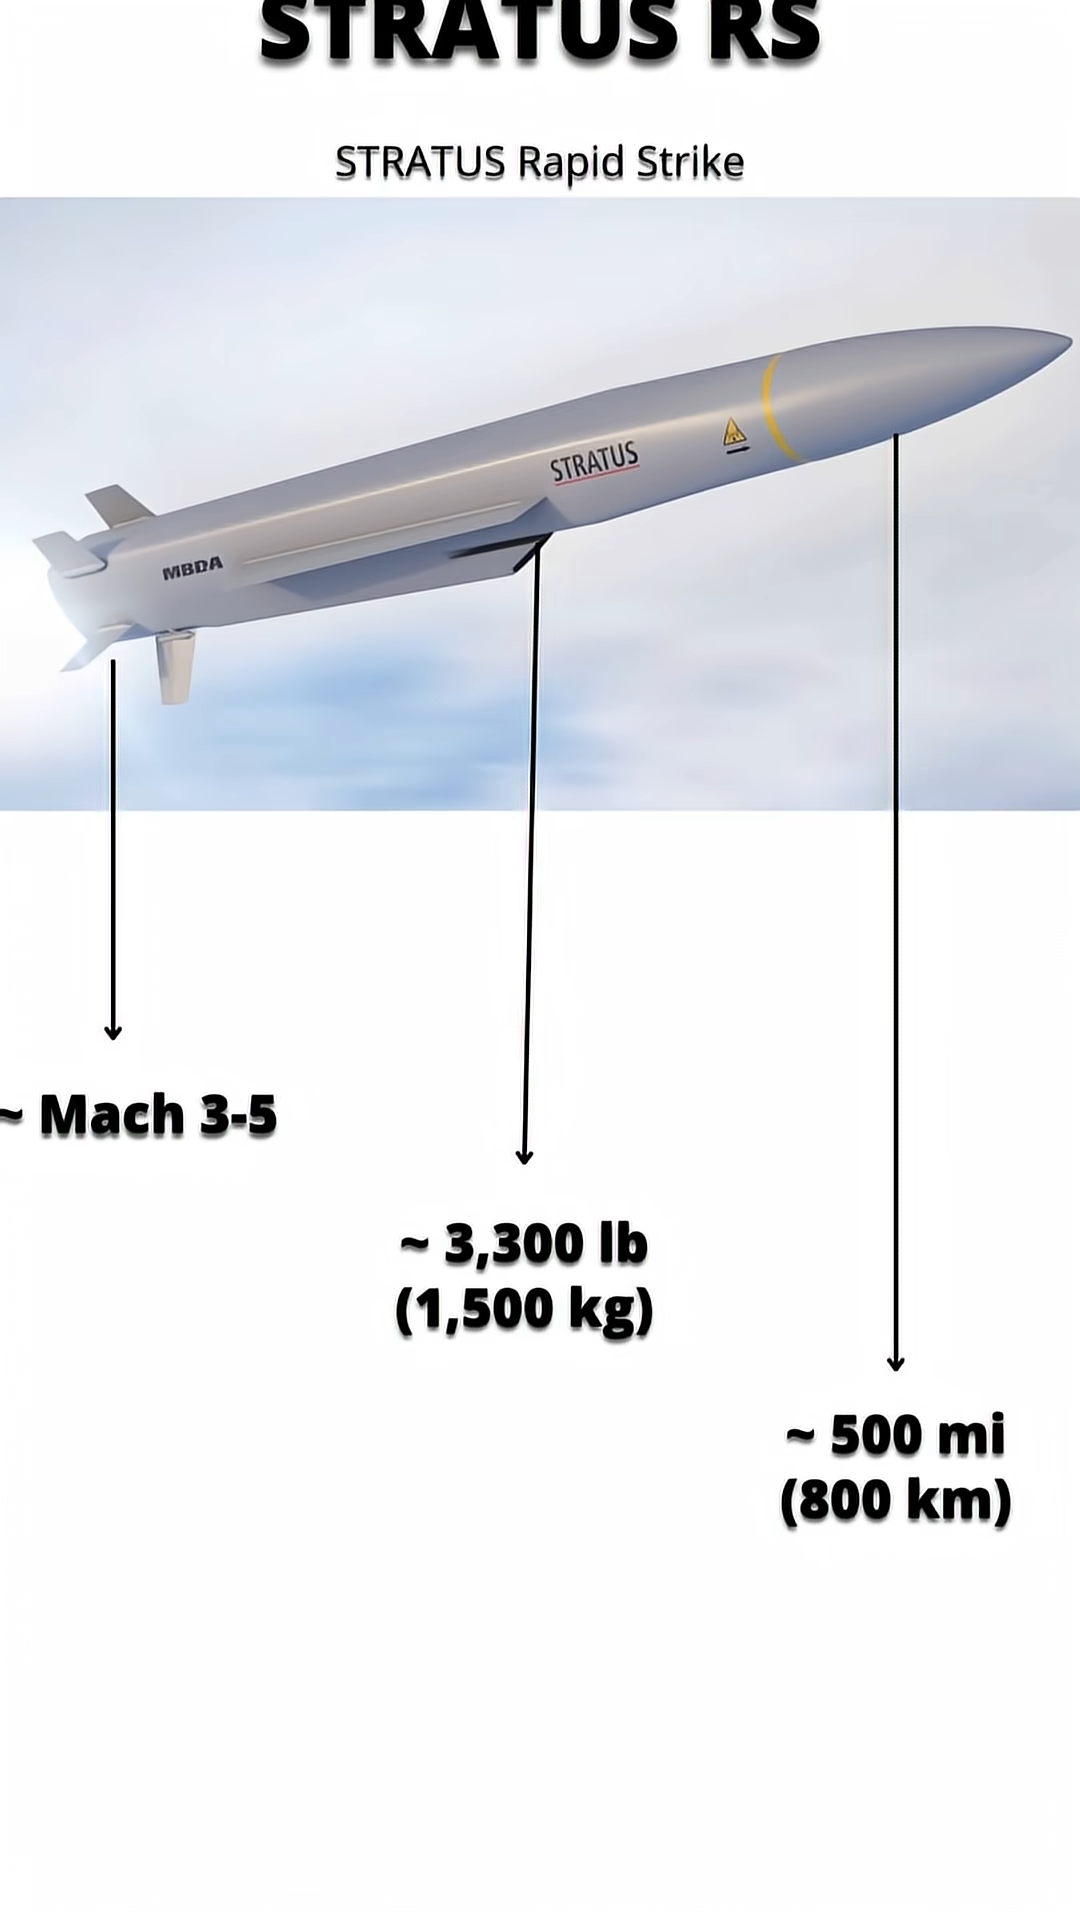 STRATUS RS
STRATUS Rapid Strike
STRATUS
MBDA
~ Mach 3-5
~ 3,300 lb
(1,500 kg)
~ 500 mi
(800 km)